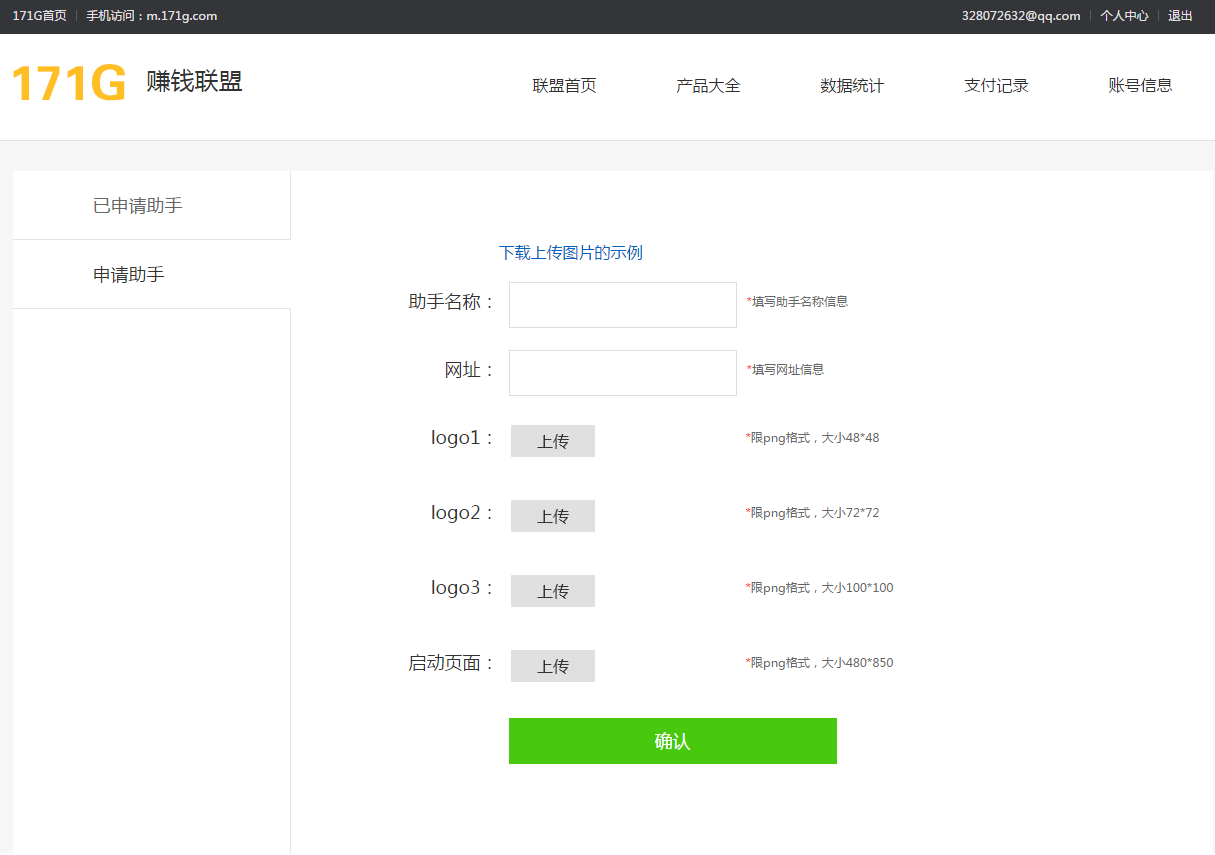 171G首页 手机访问：m.171g.com 328072632@qq.com 个人中心 退出
171G 赚钱联盟 联盟首页 产品大全 数据统计 支付记录 账号信息
已申请助手
申请助手
下载上传图片的示例
助手名称： *填写助手名称信息
网址： *填写网址信息
logo1： 上传 *限png格式，大小48*48
logo2： 上传 *限png格式，大小72*72
logo3： 上传 *限png格式，大小100*100
启动页面： 上传 *限png格式，大小480*850
确认